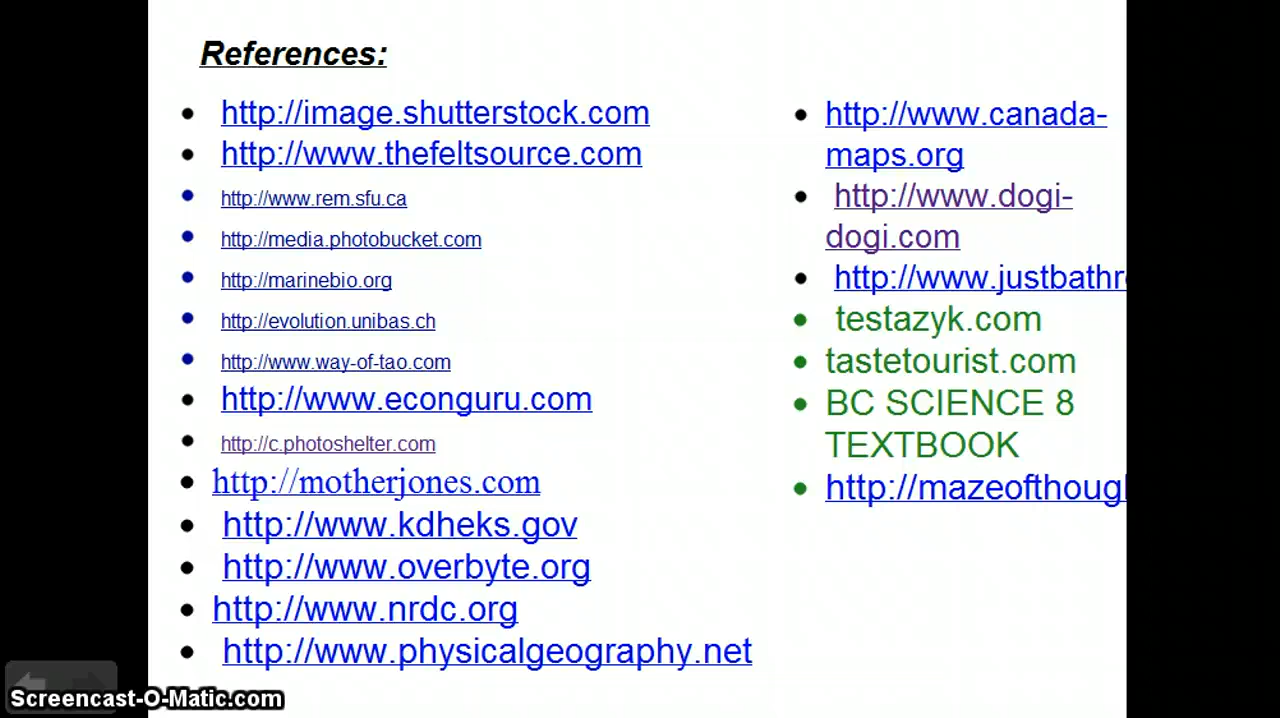 References:
http://image.shutterstock.com
http://www.thefeltsource.com
http://www.rem.sfu.ca
http://media.photobucket.com
http://marinebio.org
http://evolution.unibas.ch
http://www.way-of-tao.com
http://www.econguru.com
http://c.photoshelter.com
http://motherjones.com
http://www.kdheks.gov
http://www.overbyte.org
http://www.nrdc.org
http://www.physicalgeography.net
http://www.canada-
maps.org
http://www.dogi-
dogi.com
http://www.justbathr
testazyk.com
tastetourist.com
BC SCIENCE 8
TEXTBOOK
http://mazeofthoug
Screencast-O-Matic.com